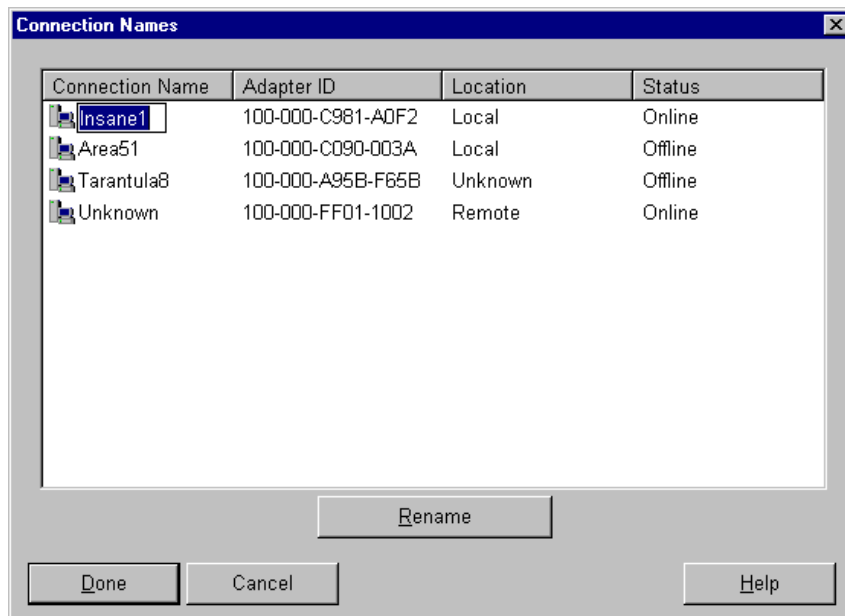 Connection Names
Connection Name Adapter ID Location Status
Insane1 100-000-C981-A0F2 Local Online
Area51 100-000-C090-003A Local Offline
Tarantula8 100-000-A95B-F65B Unknown Offline
Unknown 100-000-FF01-1002 Remote Online
Rename
Done Cancel Help